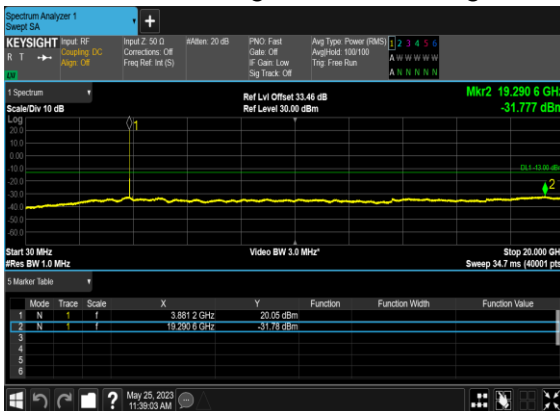 Spectrum Analyzer 1
Swept SA
+
KEYSIGHT
R T
LV
Input: RF
Coupling: DC
Align: Off
Input Z: 50 Ω
Corrections: Off
Freq Ref: Int (S)
#Atten: 20 dB
PNO: Fast
Gate: Off
IF Gain: Low
Sig Track: Off
Avg Type: Power (RMS)
Avg|Hold: 100/100
Trig: Free Run
1 2 3 4 5 6
A W W W W W
A N N N N N
1 Spectrum
Scale/Div 10 dB
Ref Lvl Offset 33.46 dB
Ref Level 30.00 dBm
Mkr2 19.290 6 GHz
-31.777 dBm
Log
20.0
10.0
0.00
-10.0
-20.0
-30.0
-40.0
-50.0
-60.0
1
DL1 -13.00 dBm
2
Start 30 MHz
#Res BW 1.0 MHz
Video BW 3.0 MHz*
Stop 20.000 GH
Sweep 34.7 ms (40001 pts
5 Marker Table
Mode Trace Scale X Y Function Function Width Function Value
1 N 1 f 3.881 2 GHz 20.05 dBm
2 N 1 f 19.290 6 GHz -31.78 dBm
3
4
5
6
?
May 25, 2023
11:39:03 AM